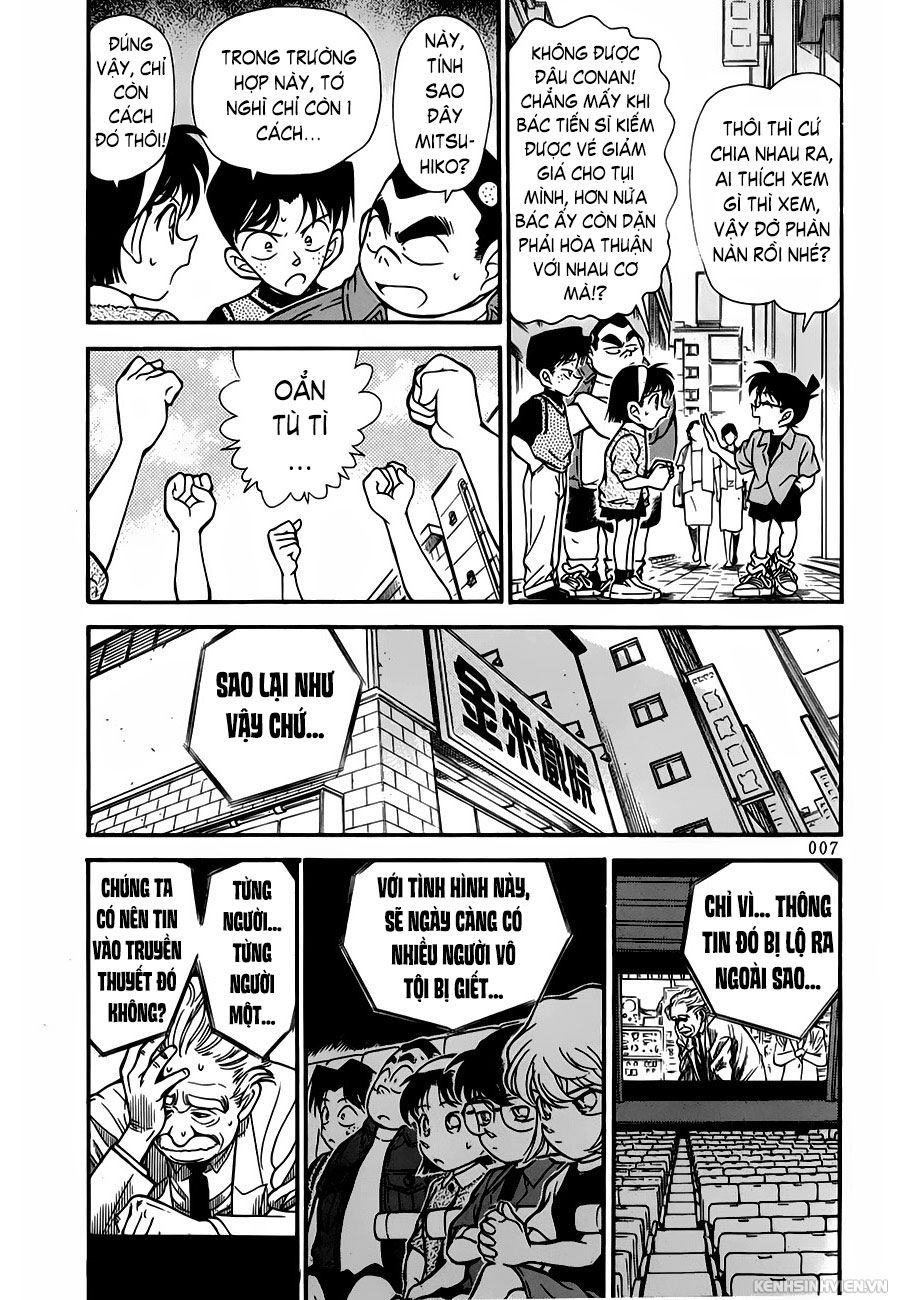 THÔI THÌ CỨ
CHIA NHAU RA,
AI THÍCH XEM
GÌ THÌ XEM,
VẬY ĐỠ PHÀN
NÀN RỒI NHÉ?
KHÔNG ĐƯỢC
ĐÂU CONAN!
CHẲNG MẤY KHI
BÁC TIẾN SĨ KIẾM
ĐƯỢC VÉ GIẢM
GIÁ CHO TỤI
MÌNH, HƠN NỮA
BÁC ẤY CÒN DẶN
PHẢI HÒA THUẬN
VỚI NHAU CƠ
MÀ!?
NÀY,
TÍNH
SAO
ĐÂY
MITSU-
HIKO?
TRONG TRƯỜNG
HỢP NÀY, TỚ
NGHĨ CHỈ CÒN 1
CÁCH...
ĐÚNG
VẬY, CHỈ
CÒN
CÁCH
ĐÓ THÔI!
OẲN
TÙ TÌ
...
SAO LẠI NHƯ
VẬY CHỨ...
金來戲院
007
CHỈ VÌ... THÔNG
TIN ĐÓ BỊ LỘ RA
NGOÀI SAO...
VỚI TÌNH HÌNH NÀY,
SẼ NGÀY CÀNG CÓ
NHIỀU NGƯỜI VÔ
TỘI BỊ GIẾT...
TỪNG
NGƯỜI...
TỪNG
NGƯỜI
MỘT...
CHÚNG TA
CÓ NÊN TIN
VÀO TRUYỀN
THUYẾT ĐÓ
KHÔNG?
KENHSINHVIEN.VN